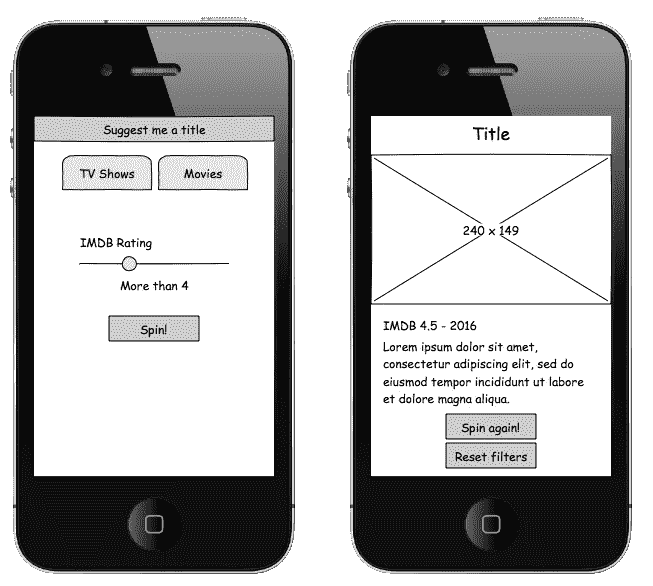 Suggest me a title
TV Shows
Movies
IMDB Rating
More than 4
Spin!
Title
240 x 149
IMDB 4.5 - 2016
Lorem ipsum dolor sit amet,
consectetur adipiscing elit, sed do
eiusmod tempor incididunt ut labore
et dolore magna aliqua.
Spin again!
Reset filters